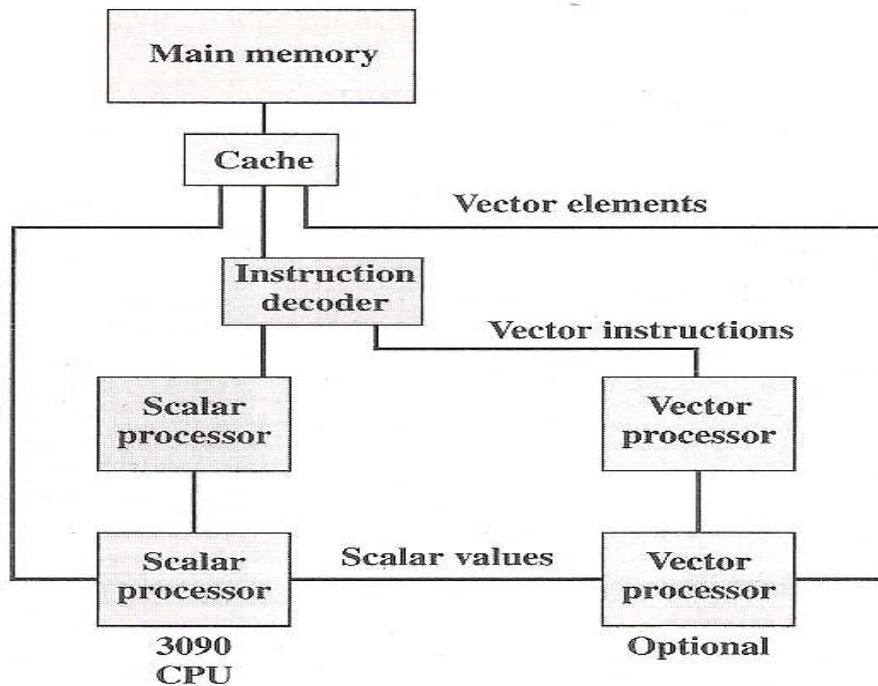 Main memory
Cache
Vector elements
Instruction
decoder
Vector instructions
Scalar
processor
Vector
processor
Scalar
processor
Scalar values
Vector
processor
3090
CPU
Optional